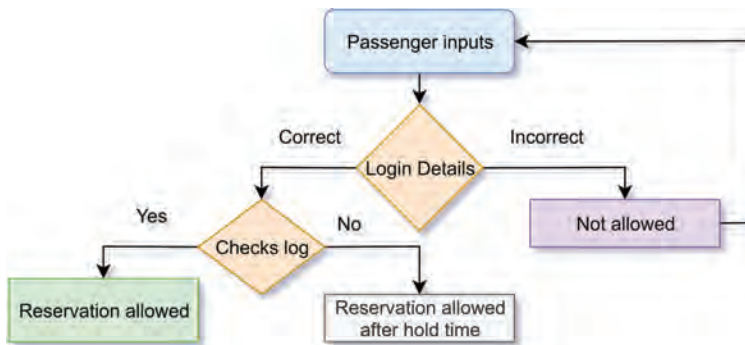 Passenger inputs
Correct
Incorrect
Login Details
Yes
No
Not allowed
Checks log
Reservation allowed
Reservation allowed
after hold time